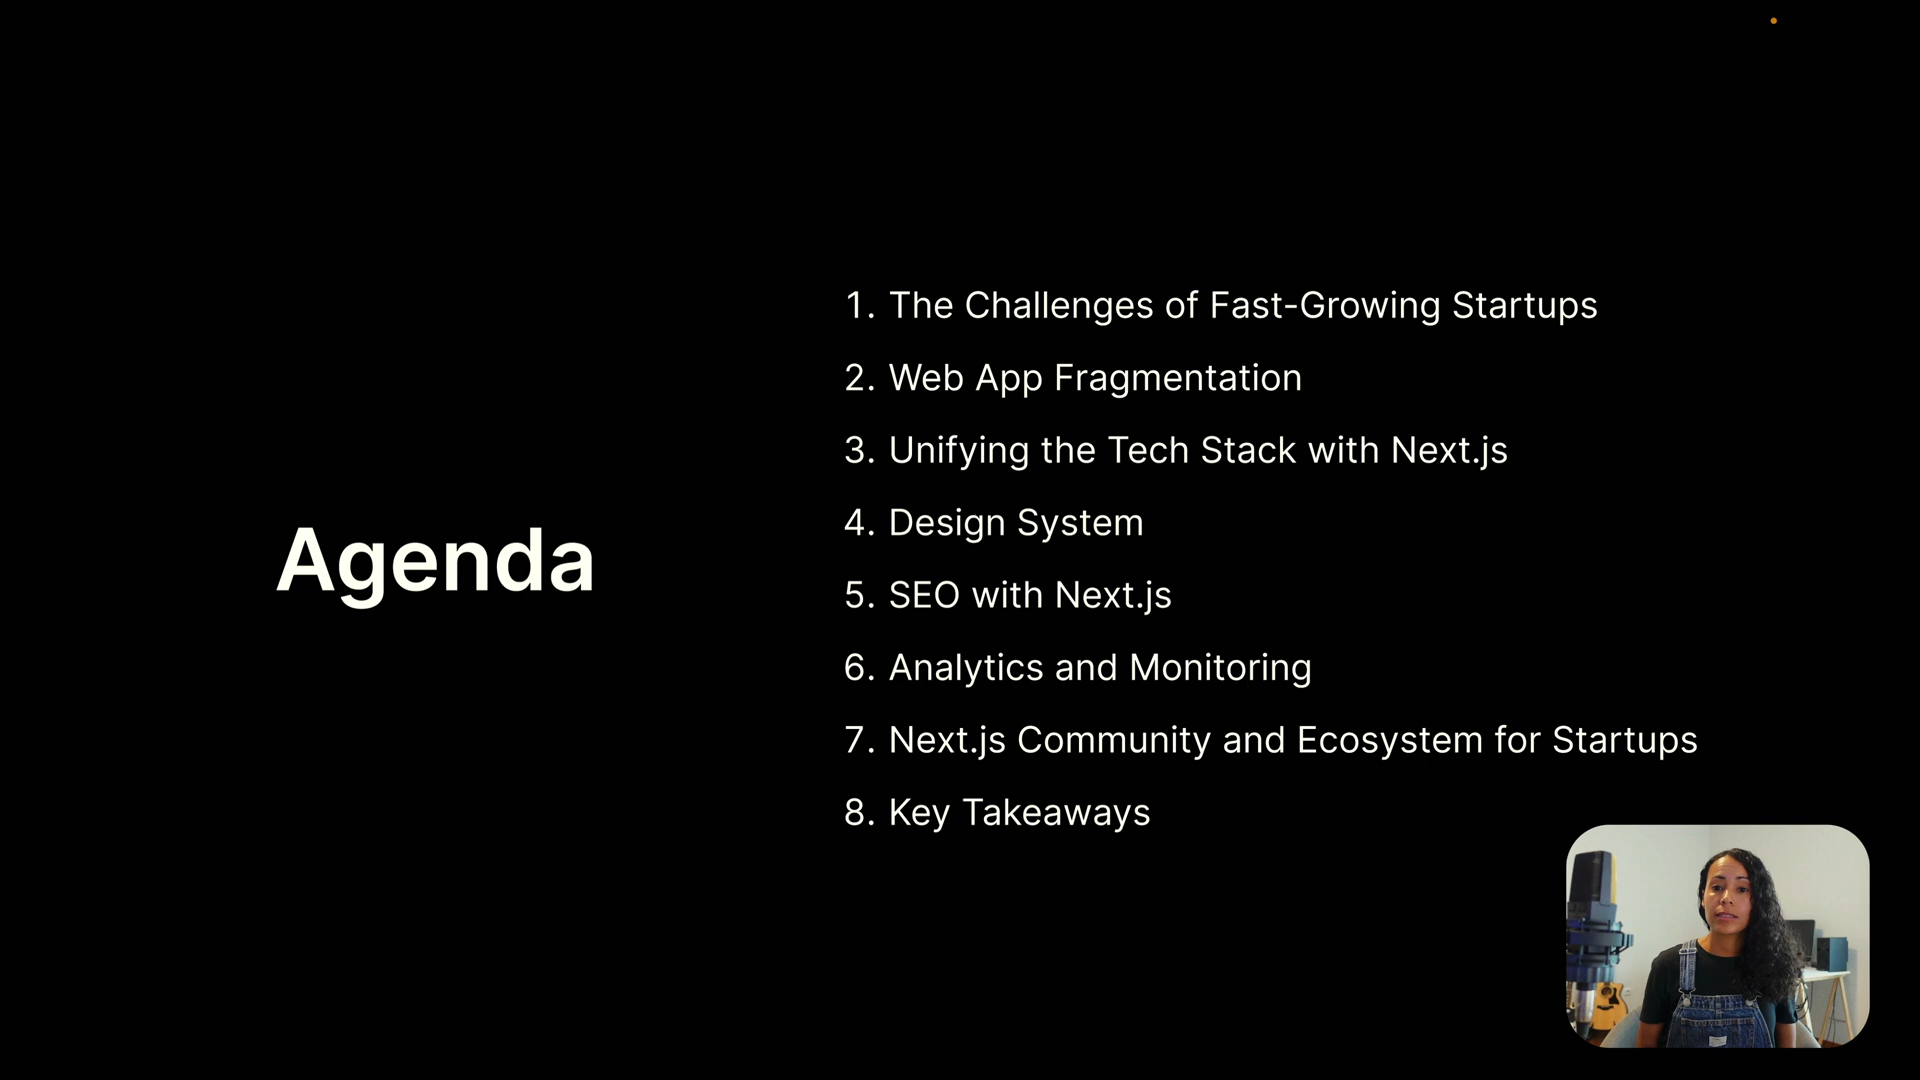 Agenda
1. The Challenges of Fast-Growing Startups
2. Web App Fragmentation
3. Unifying the Tech Stack with Next.js
4. Design System
5. SEO with Next.js
6. Analytics and Monitoring
7. Next.js Community and Ecosystem for Startups
8. Key Takeaways